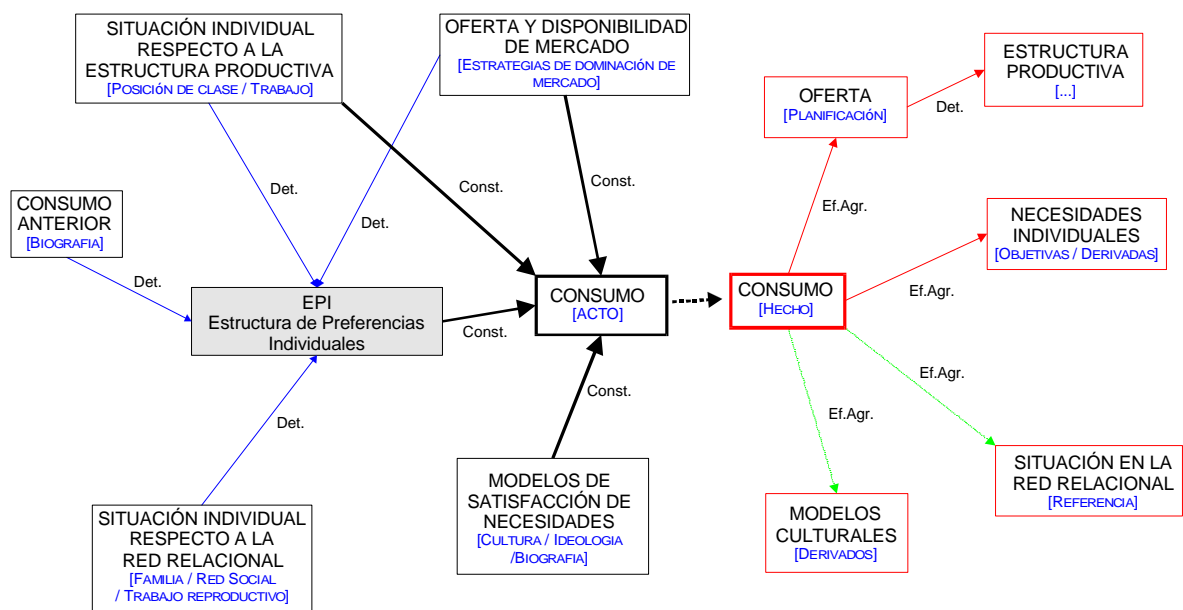 SITUACIÓN INDIVIDUAL
RESPECTO A LA
ESTRUCTURA PRODUCTIVA
[POSICIÓN DE CLASE / TRABAJO]
OFERTA Y DISPONIBILIDAD
DE MERCADO
[ESTRATEGIAS DE DOMINACIÓN DE
MERCADO]
ESTRUCTURA
PRODUCTIVA
[...]
OFERTA
[PLANIFICACIÓN]
Det.
Det.
Const.
Const.
Det.
Ef.Agr.
CONSUMO
ANTERIOR
[BIOGRAFIA]
NECESIDADES
INDIVIDUALES
[OBJETIVAS / DERIVADAS]
Det.
EPI
Estructura de Preferencias
Individuales
Const.
CONSUMO
[ACTO]
CONSUMO
[HECHO]
Ef.Agr.
Ef.Agr.
Const.
Ef.Agr.
Det.
MODELOS DE
SATISFACCIÓN DE
NECESIDADES
[CULTURA / IDEOLOGIA
/BIOGRAFIA]
SITUACIÓN EN LA
RED RELACIONAL
[REFERENCIA]
SITUACIÓN INDIVIDUAL
RESPECTO A LA
RED RELACIONAL
[FAMILIA / RED SOCIAL
/ TRABAJO REPRODUCTIVO]
MODELOS
CULTURALES
[DERIVADOS]